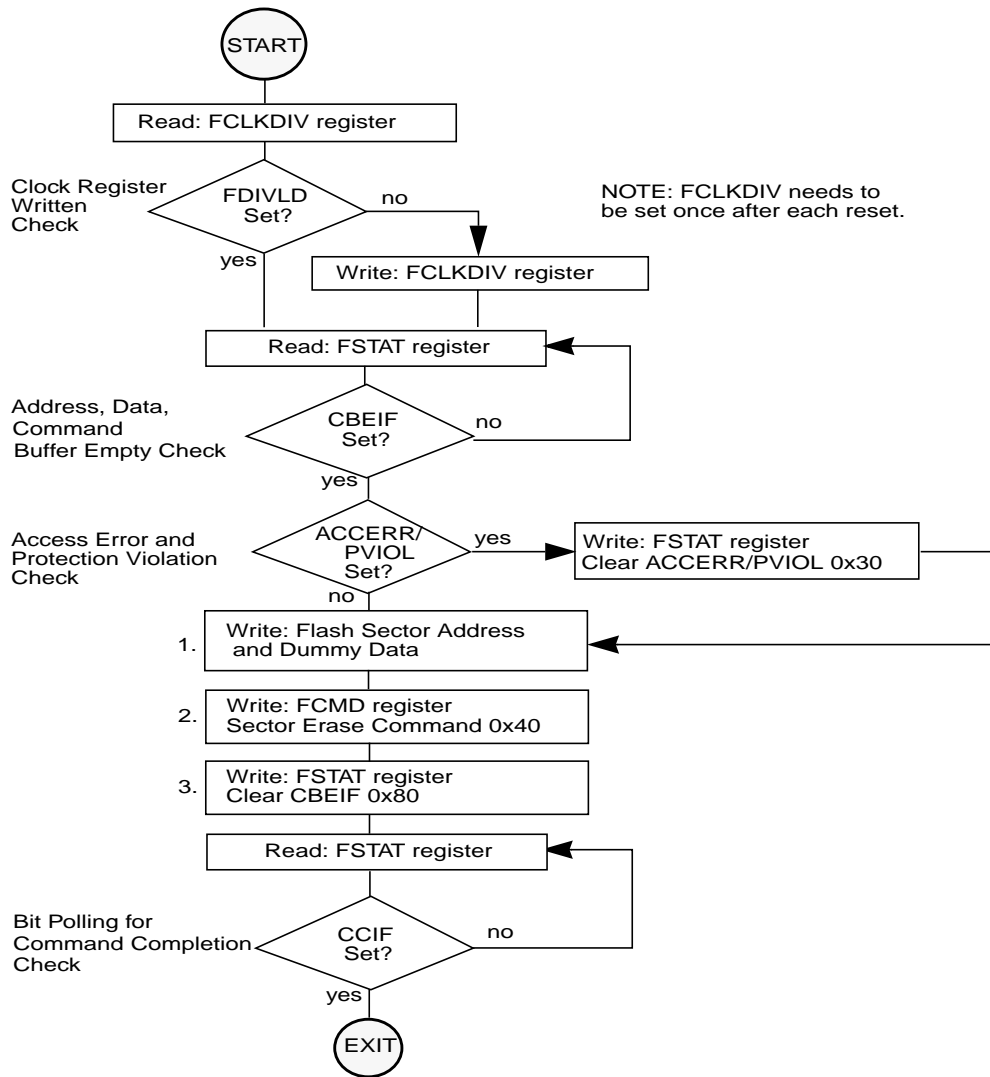 START
Read: FCLKDIV register
Clock Register
Written
Check
FDIVLD
Set?
no
yes
NOTE: FCLKDIV needs to
be set once after each reset.
Write: FCLKDIV register
Read: FSTAT register
Address, Data,
Command
Buffer Empty Check
CBEIF
Set?
no
yes
Access Error and
Protection Violation
Check
ACCERR/
PVIOL
Set?
yes
no
Write: FSTAT register
Clear ACCERR/PVIOL 0x30
1.
Write: Flash Sector Address
and Dummy Data
2.
Write: FCMD register
Sector Erase Command 0x40
3.
Write: FSTAT register
Clear CBEIF 0x80
Read: FSTAT register
Bit Polling for
Command Completion
Check
CCIF
Set?
no
yes
EXIT